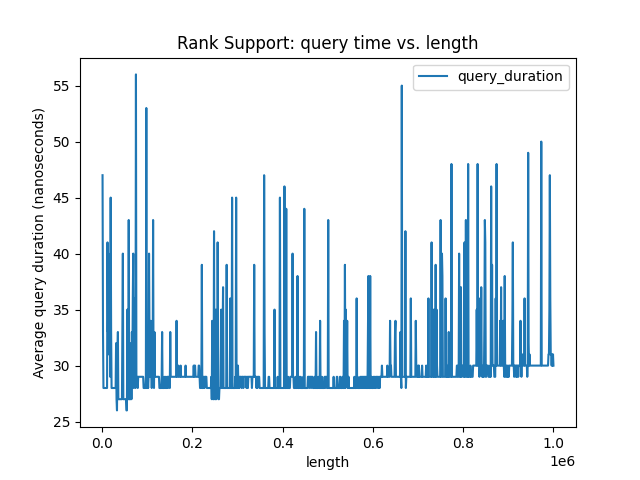 Rank Support: query time vs. length
query_duration
Average query duration (nanoseconds)
55
50
45
40
35
30
25
0.0 0.2 0.4 0.6 0.8 1.0
1e6
length